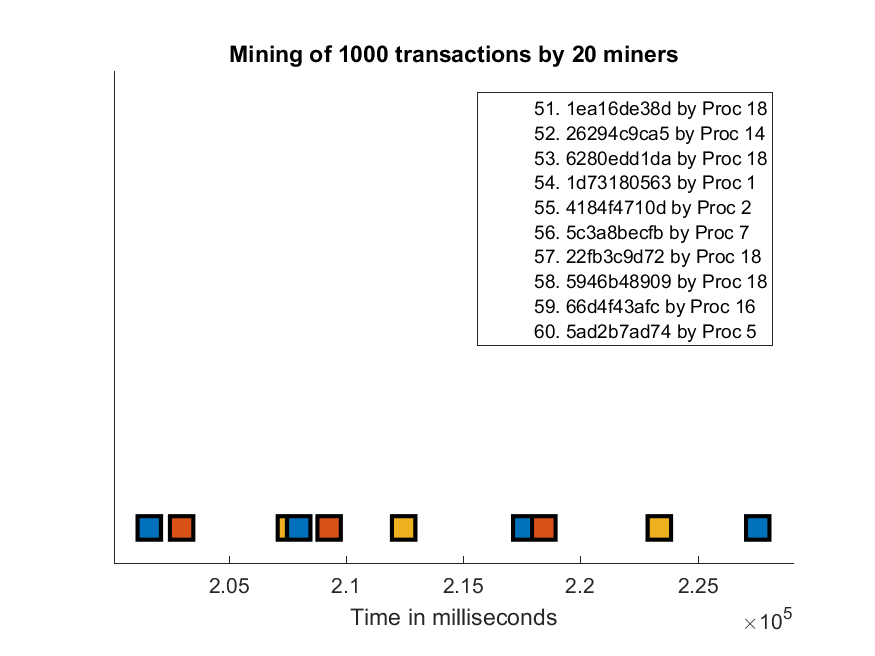 Mining of 1000 transactions by 20 miners
51. 1ea16de38d by Proc 18
52. 26294c9ca5 by Proc 14
53. 6280edd1da by Proc 18
54. 1d73180563 by Proc 1
55. 4184f4710d by Proc 2
56. 5c3a8becfb by Proc 7
57. 22fb3c9d72 by Proc 18
58. 5946b48909 by Proc 18
59. 66d4f43afc by Proc 16
60. 5ad2b7ad74 by Proc 5
2.05 2.1 2.15 2.2 2.25
Time in milliseconds
×10⁵